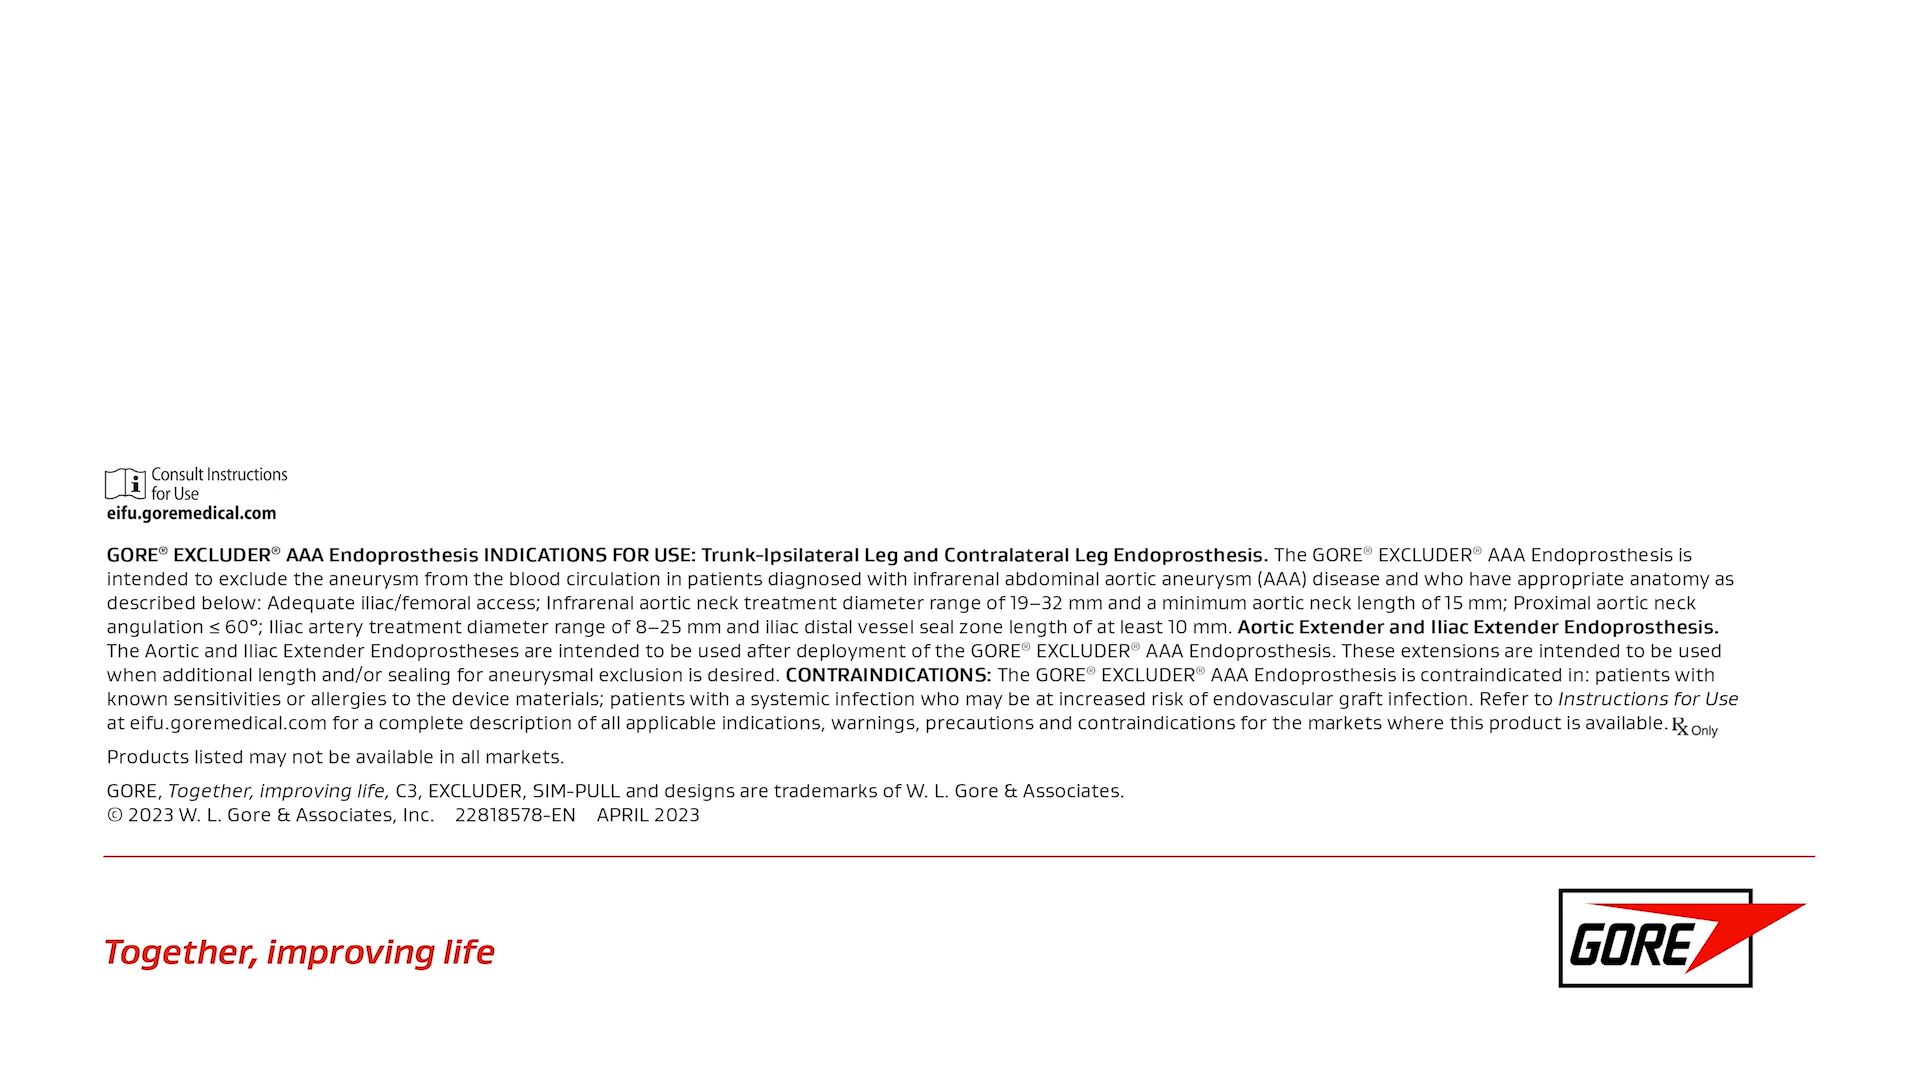 Consult Instructions
for Use
eifu.goremedical.com
GORE® EXCLUDER® AAA Endoprosthesis INDICATIONS FOR USE: Trunk-Ipsilateral Leg and Contralateral Leg Endoprosthesis. The GORE® EXCLUDER® AAA Endoprosthesis is
intended to exclude the aneurysm from the blood circulation in patients diagnosed with infrarenal abdominal aortic aneurysm (AAA) disease and who have appropriate anatomy as
described below: Adequate iliac/femoral access; Infrarenal aortic neck treatment diameter range of 19–32 mm and a minimum aortic neck length of 15 mm; Proximal aortic neck
angulation ≤ 60°; Iliac artery treatment diameter range of 8–25 mm and iliac distal vessel seal zone length of at least 10 mm. Aortic Extender and Iliac Extender Endoprosthesis.
The Aortic and Iliac Extender Endoprostheses are intended to be used after deployment of the GORE® EXCLUDER® AAA Endoprosthesis. These extensions are intended to be used
when additional length and/or sealing for aneurysmal exclusion is desired. CONTRAINDICATIONS: The GORE® EXCLUDER® AAA Endoprosthesis is contraindicated in: patients with
known sensitivities or allergies to the device materials; patients with a systemic infection who may be at increased risk of endovascular graft infection. Refer to Instructions for Use
at eifu.goremedical.com for a complete description of all applicable indications, warnings, precautions and contraindications for the markets where this product is available. ℞ Only
Products listed may not be available in all markets.
GORE, Together, improving life, C3, EXCLUDER, SIM-PULL and designs are trademarks of W. L. Gore & Associates.
© 2023 W. L. Gore & Associates, Inc. 22818578-EN APRIL 2023
Together, improving life
GORE